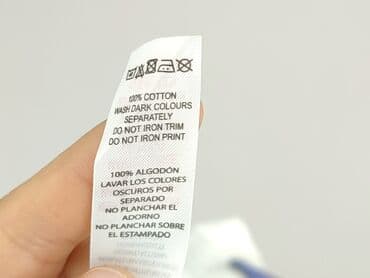 100% COTTON
WASH DARK COLOURS
SEPARATELY
DO NOT IRON TRIM
DO NOT IRON PRINT
100% ALGODÓN
LAVAR LOS COLORES
OSCUROS POR
SEPARADO
NO PLANCHAR EL
ADORNO
NO PLANCHAR SOBRE
EL ESTAMPADO